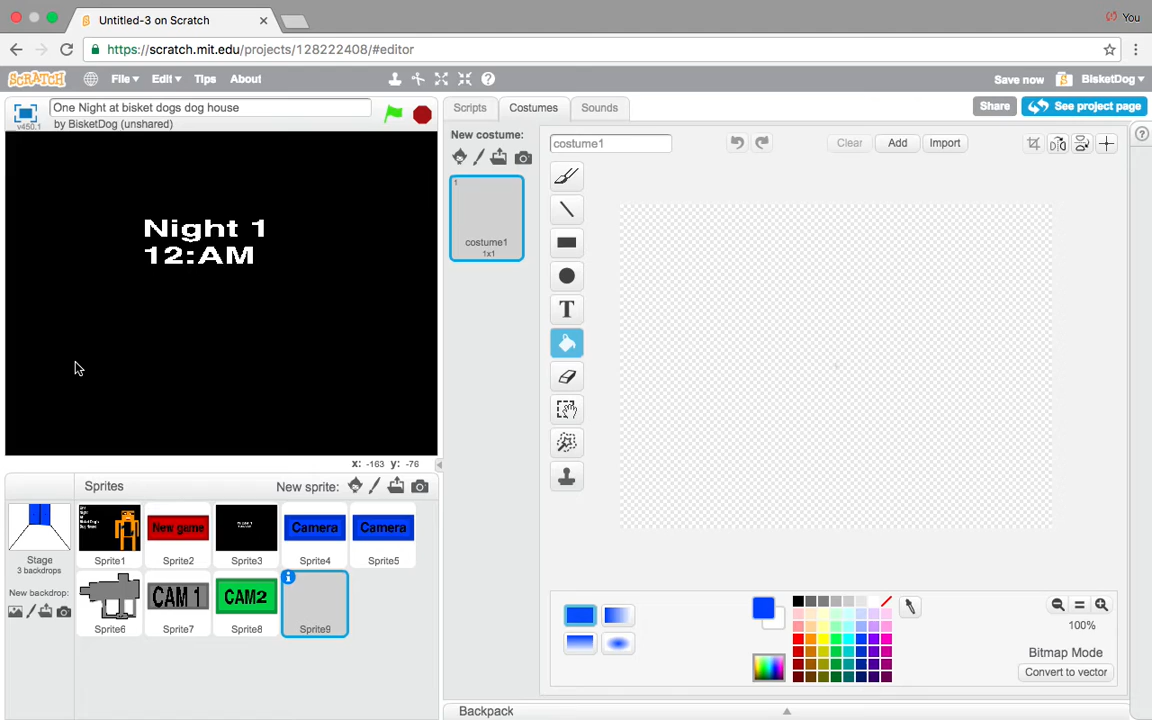 Untitled-3 on Scratch
You
https://scratch.mit.edu/projects/128222408/#editor
SCRATCH
File
Edit
Tips
About
Save now
BisketDog
One Night at bisket dogs dog house
by BisketDog (unshared)
v450.1
Scripts
Costumes
Sounds
Share
See project page
New costume:
costume1
Clear
Add
Import
1
costume1
1x1
Night 1
12:AM
T
x: -163 y: -76
Sprites
New sprite:
New game
Camera
Camera
Stage
3 backdrops
Sprite1
Sprite2
Sprite3
Sprite4
Sprite5
New backdrop:
CAM 1
CAM2
Sprite6
Sprite7
Sprite8
Sprite9
100%
Bitmap Mode
Convert to vector
Backpack